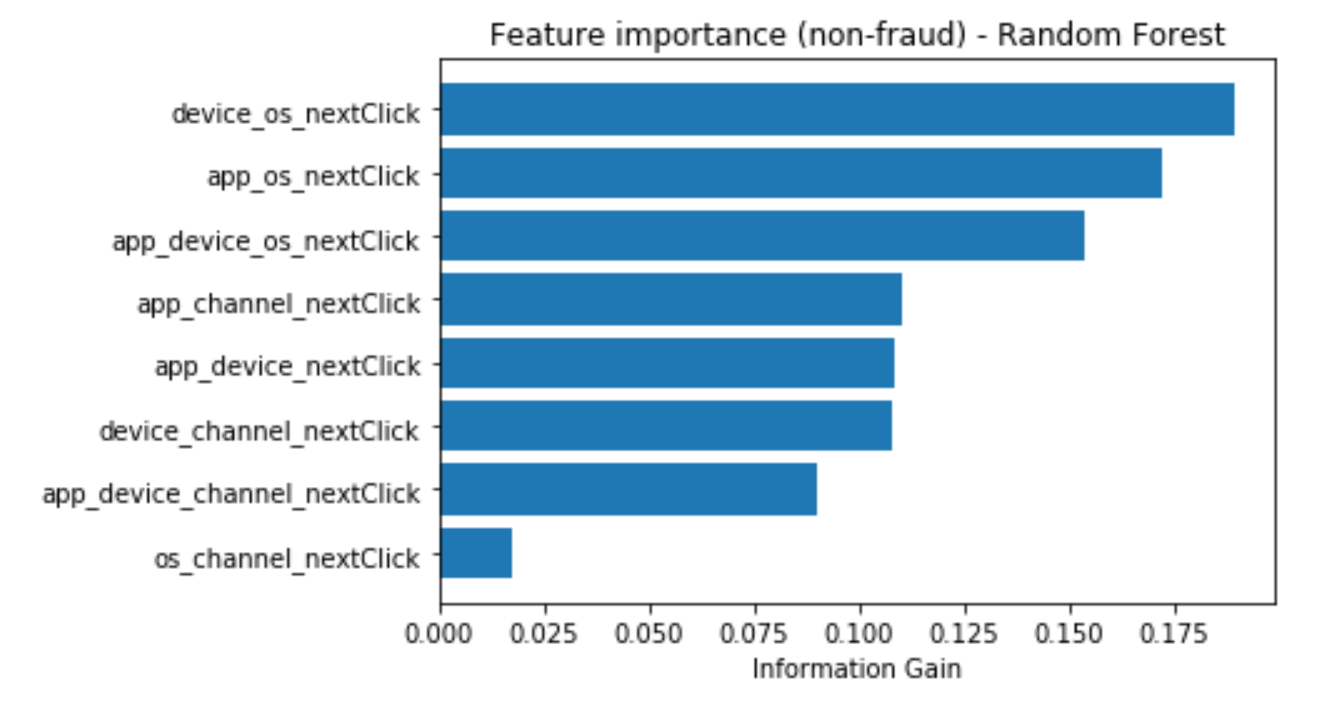 Feature importance (non-fraud) - Random Forest
device_os_nextClick
app_os_nextClick
app_device_os_nextClick
app_channel_nextClick
app_device_nextClick
device_channel_nextClick
app_device_channel_nextClick
os_channel_nextClick
0.000 0.025 0.050 0.075 0.100 0.125 0.150 0.175
Information Gain